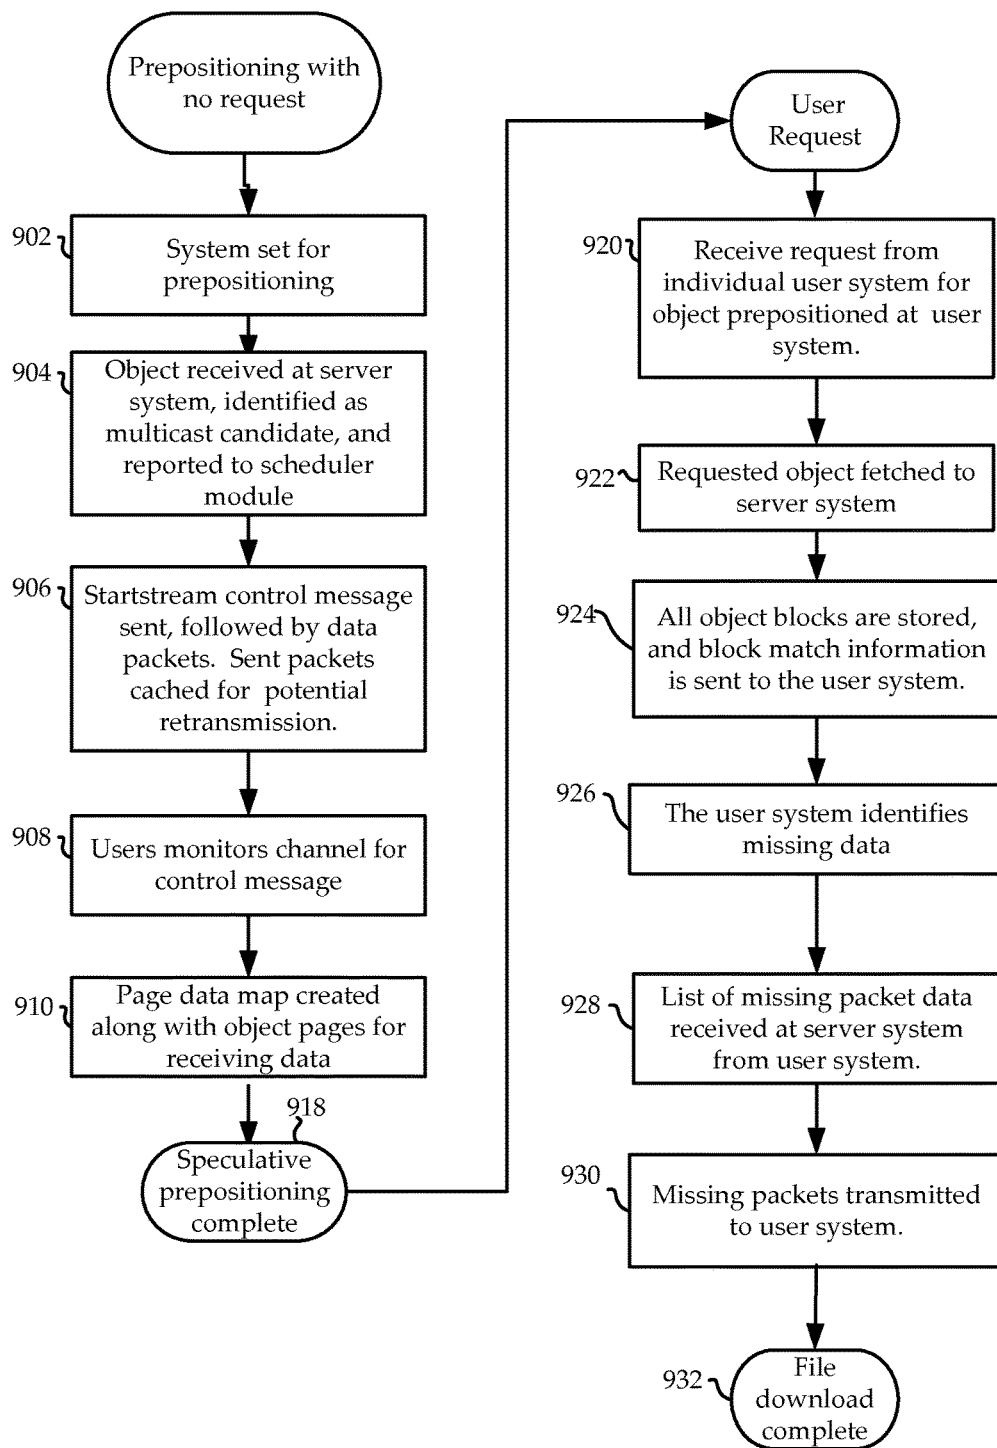 Prepositioning with
no request
902
System set for
prepositioning
904
Object received at server
system, identified as
multicast candidate, and
reported to scheduler
module
906
Startstream control message
sent, followed by data
packets. Sent packets
cached for potential
retransmission.
908
Users monitors channel for
control message
910
Page data map created
along with object pages for
receiving data
918
Speculative
prepositioning
complete
User
Request
920
Receive request from
individual user system for
object prepositioned at user
system.
922
Requested object fetched to
server system
924
All object blocks are stored,
and block match information
is sent to the user system.
926
The user system identifies
missing data
928
List of missing packet data
received at server system
from user system.
930
Missing packets transmitted
to user system.
932
File
download
complete